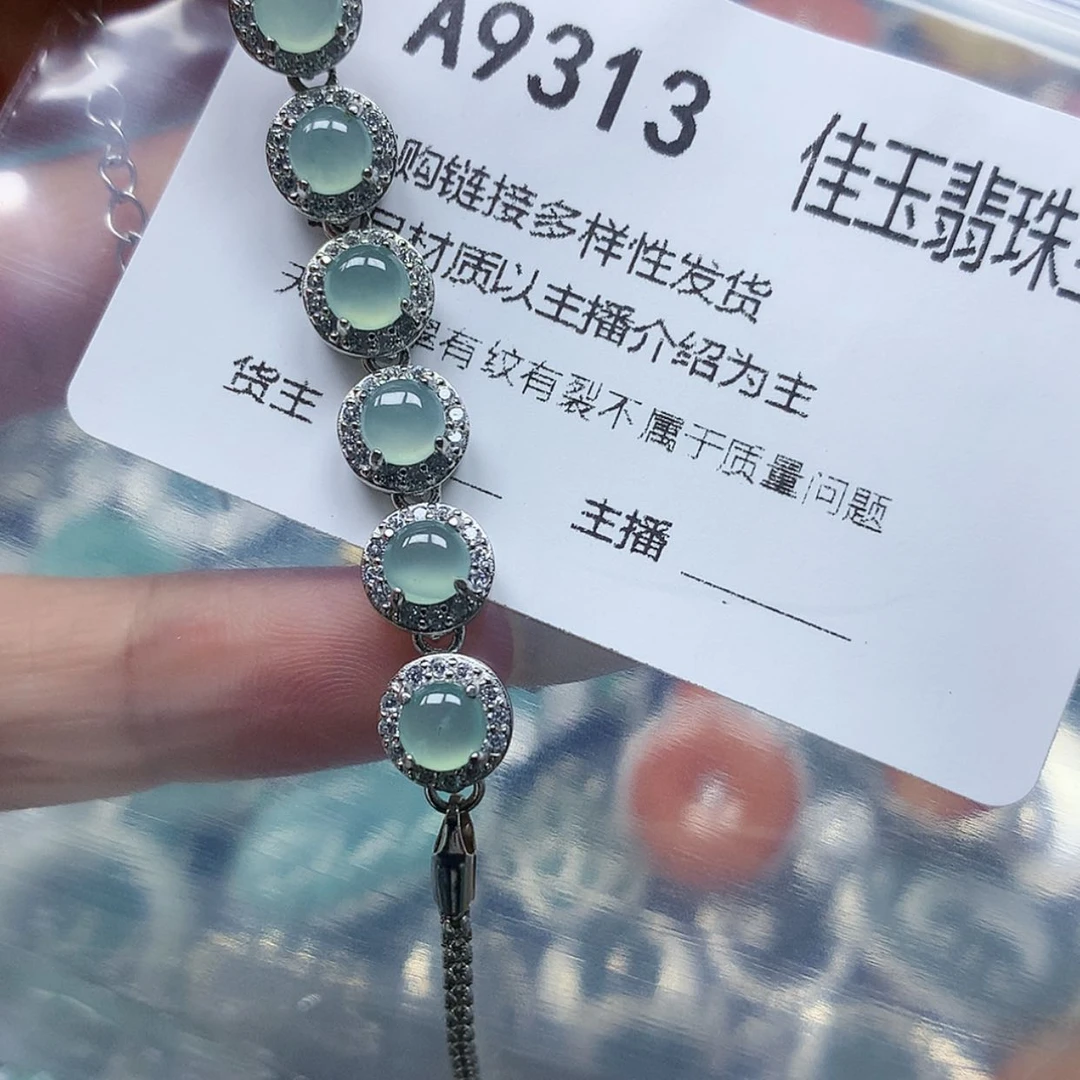 A9313
佳玉翡珠
购链接多样性发货
材质以主播介绍为主
有纹有裂不属于质量问题
货主
主播